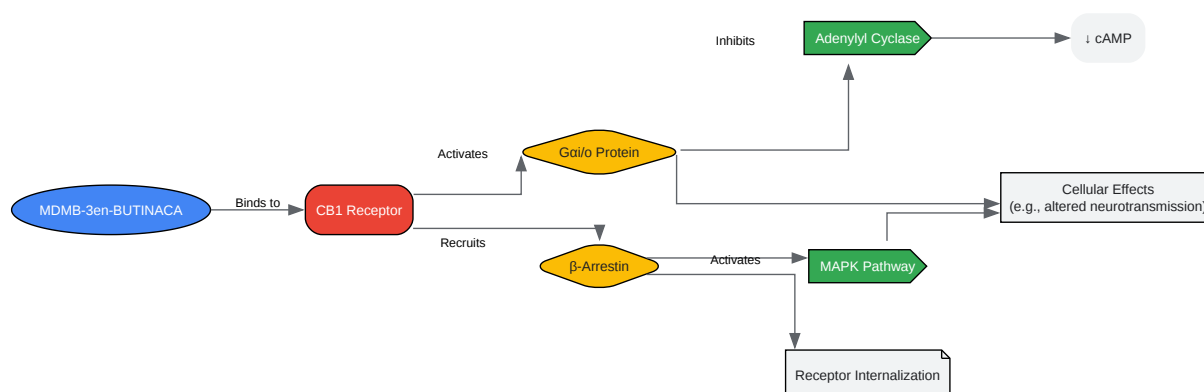 Inhibits
Adenylyl Cyclase
↓ cAMP
Activates
Gαi/o Protein
MDMB-3en-BUTINACA
Binds to
CB1 Receptor
Cellular Effects
(e.g., altered neurotransmission)
Recruits
β-Arrestin
Activates
MAPK Pathway
Receptor Internalization